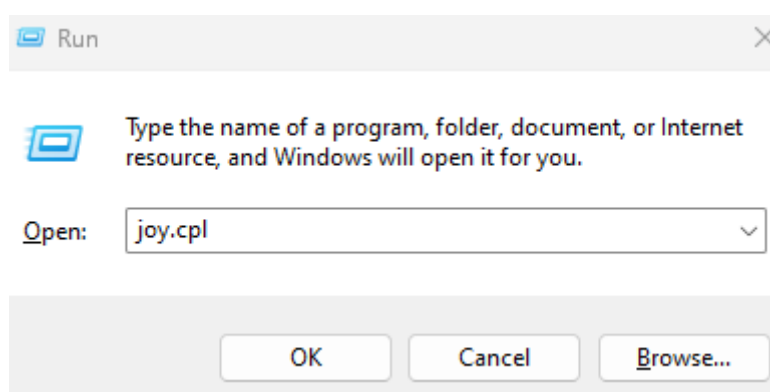 Run
Type the name of a program, folder, document, or Internet
resource, and Windows will open it for you.
Open: joy.cpl
OK Cancel Browse...